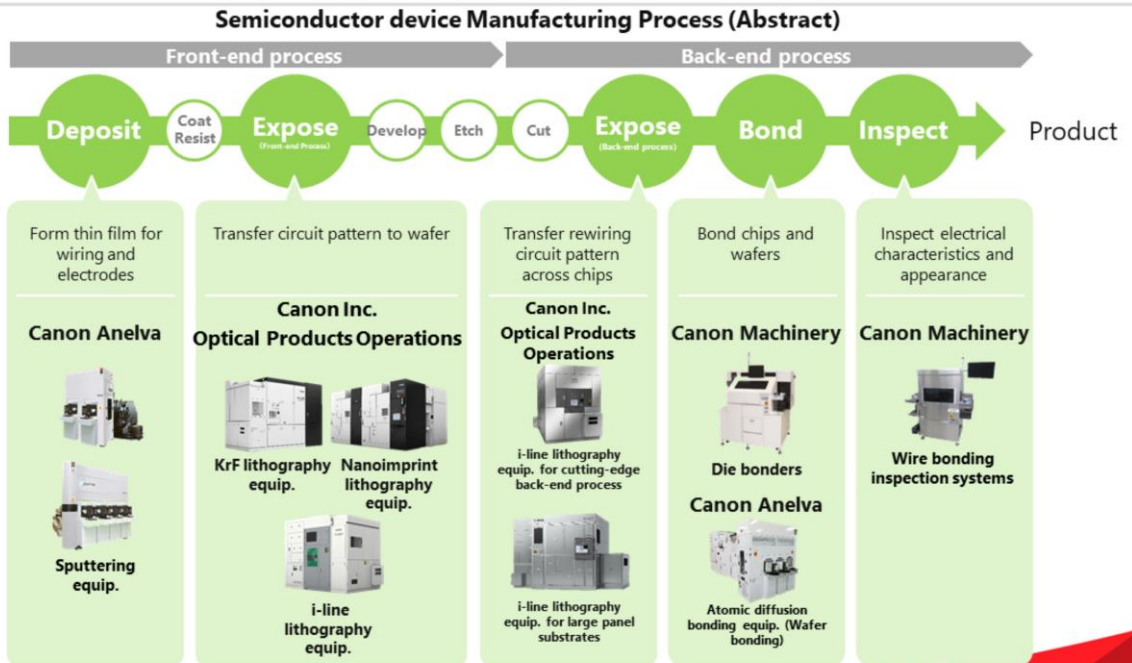 Semiconductor device Manufacturing Process (Abstract)
Front-end process
Back-end process
Deposit
Coat
Resist
Expose
(Front-end Process)
Develop
Etch
Cut
Expose
(Back-end process)
Bond
Inspect
Product
Form thin film for
wiring and
electrodes
Canon Anelva
Sputtering
equip.
Transfer circuit pattern to wafer
Canon Inc.
Optical Products Operations
KrF lithography
equip.
Nanoimprint
lithography
equip.
i-line
lithography
equip.
Transfer rewiring
circuit pattern
across chips
Canon Inc.
Optical Products
Operations
i-line lithography
equip. for cutting-edge
back-end process
i-line lithography
equip. for large panel
substrates
Bond chips and
wafers
Canon Machinery
Die bonders
Canon Anelva
Atomic diffusion
bonding equip. (Wafer
bonding)
Inspect electrical
characteristics and
appearance
Canon Machinery
Wire bonding
inspection systems